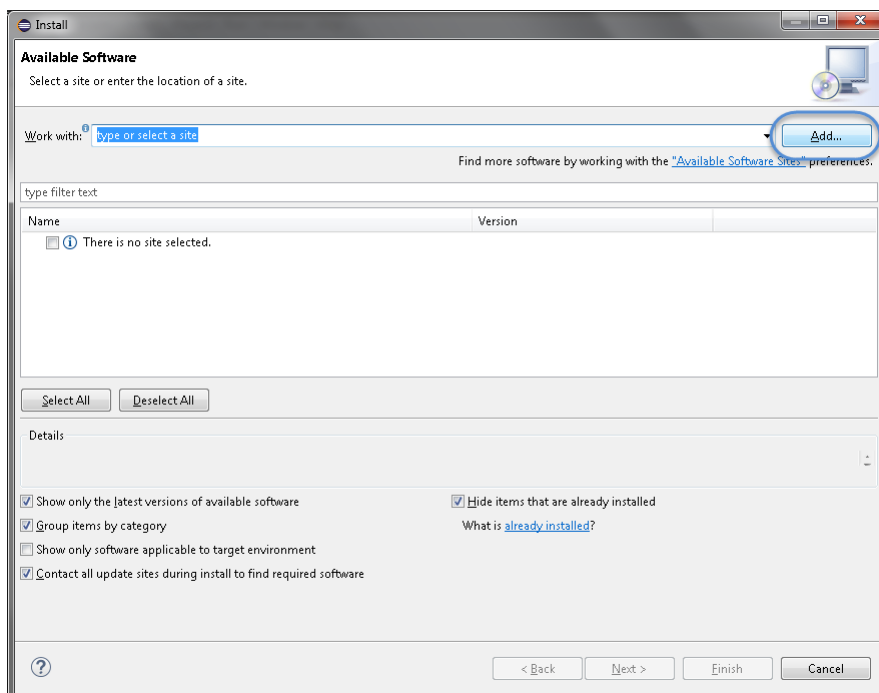 Install
Available Software
Select a site or enter the location of a site.
Work with: type or select a site Add...
Find more software by working with the "Available Software Sites" preferences.
type filter text
Name Version
There is no site selected.
Select All Deselect All
Details
Show only the latest versions of available software Hide items that are already installed
Group items by category What is already installed?
Show only software applicable to target environment
Contact all update sites during install to find required software
< Back Next > Finish Cancel